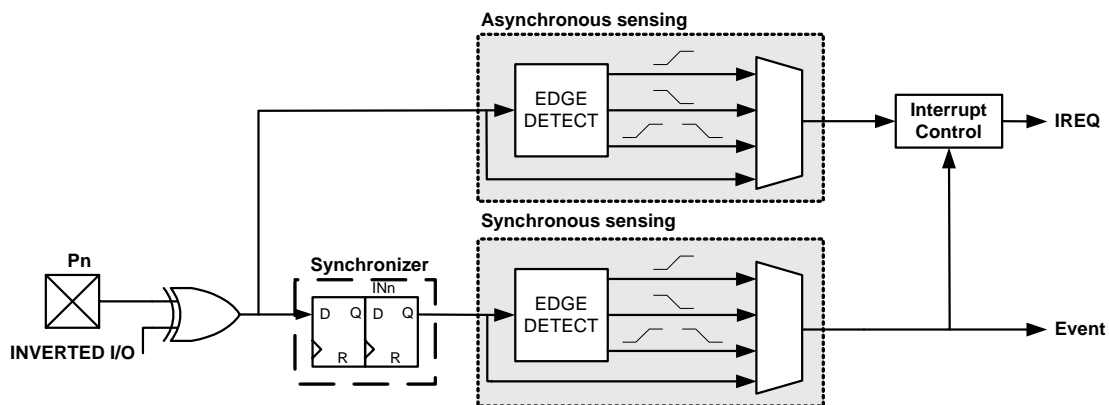 Asynchronous sensing
EDGE
DETECT
Interrupt
Control
IREQ
Synchronous sensing
Pn
Synchronizer
INn
D Q D Q
R R
EDGE
DETECT
INVERTED I/O
Event